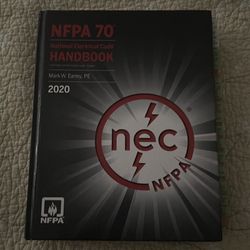 NFPA 70®
National Electrical Code®
HANDBOOK
Mark W. Earley, PE
2020
nec®
NFPA
NFPA